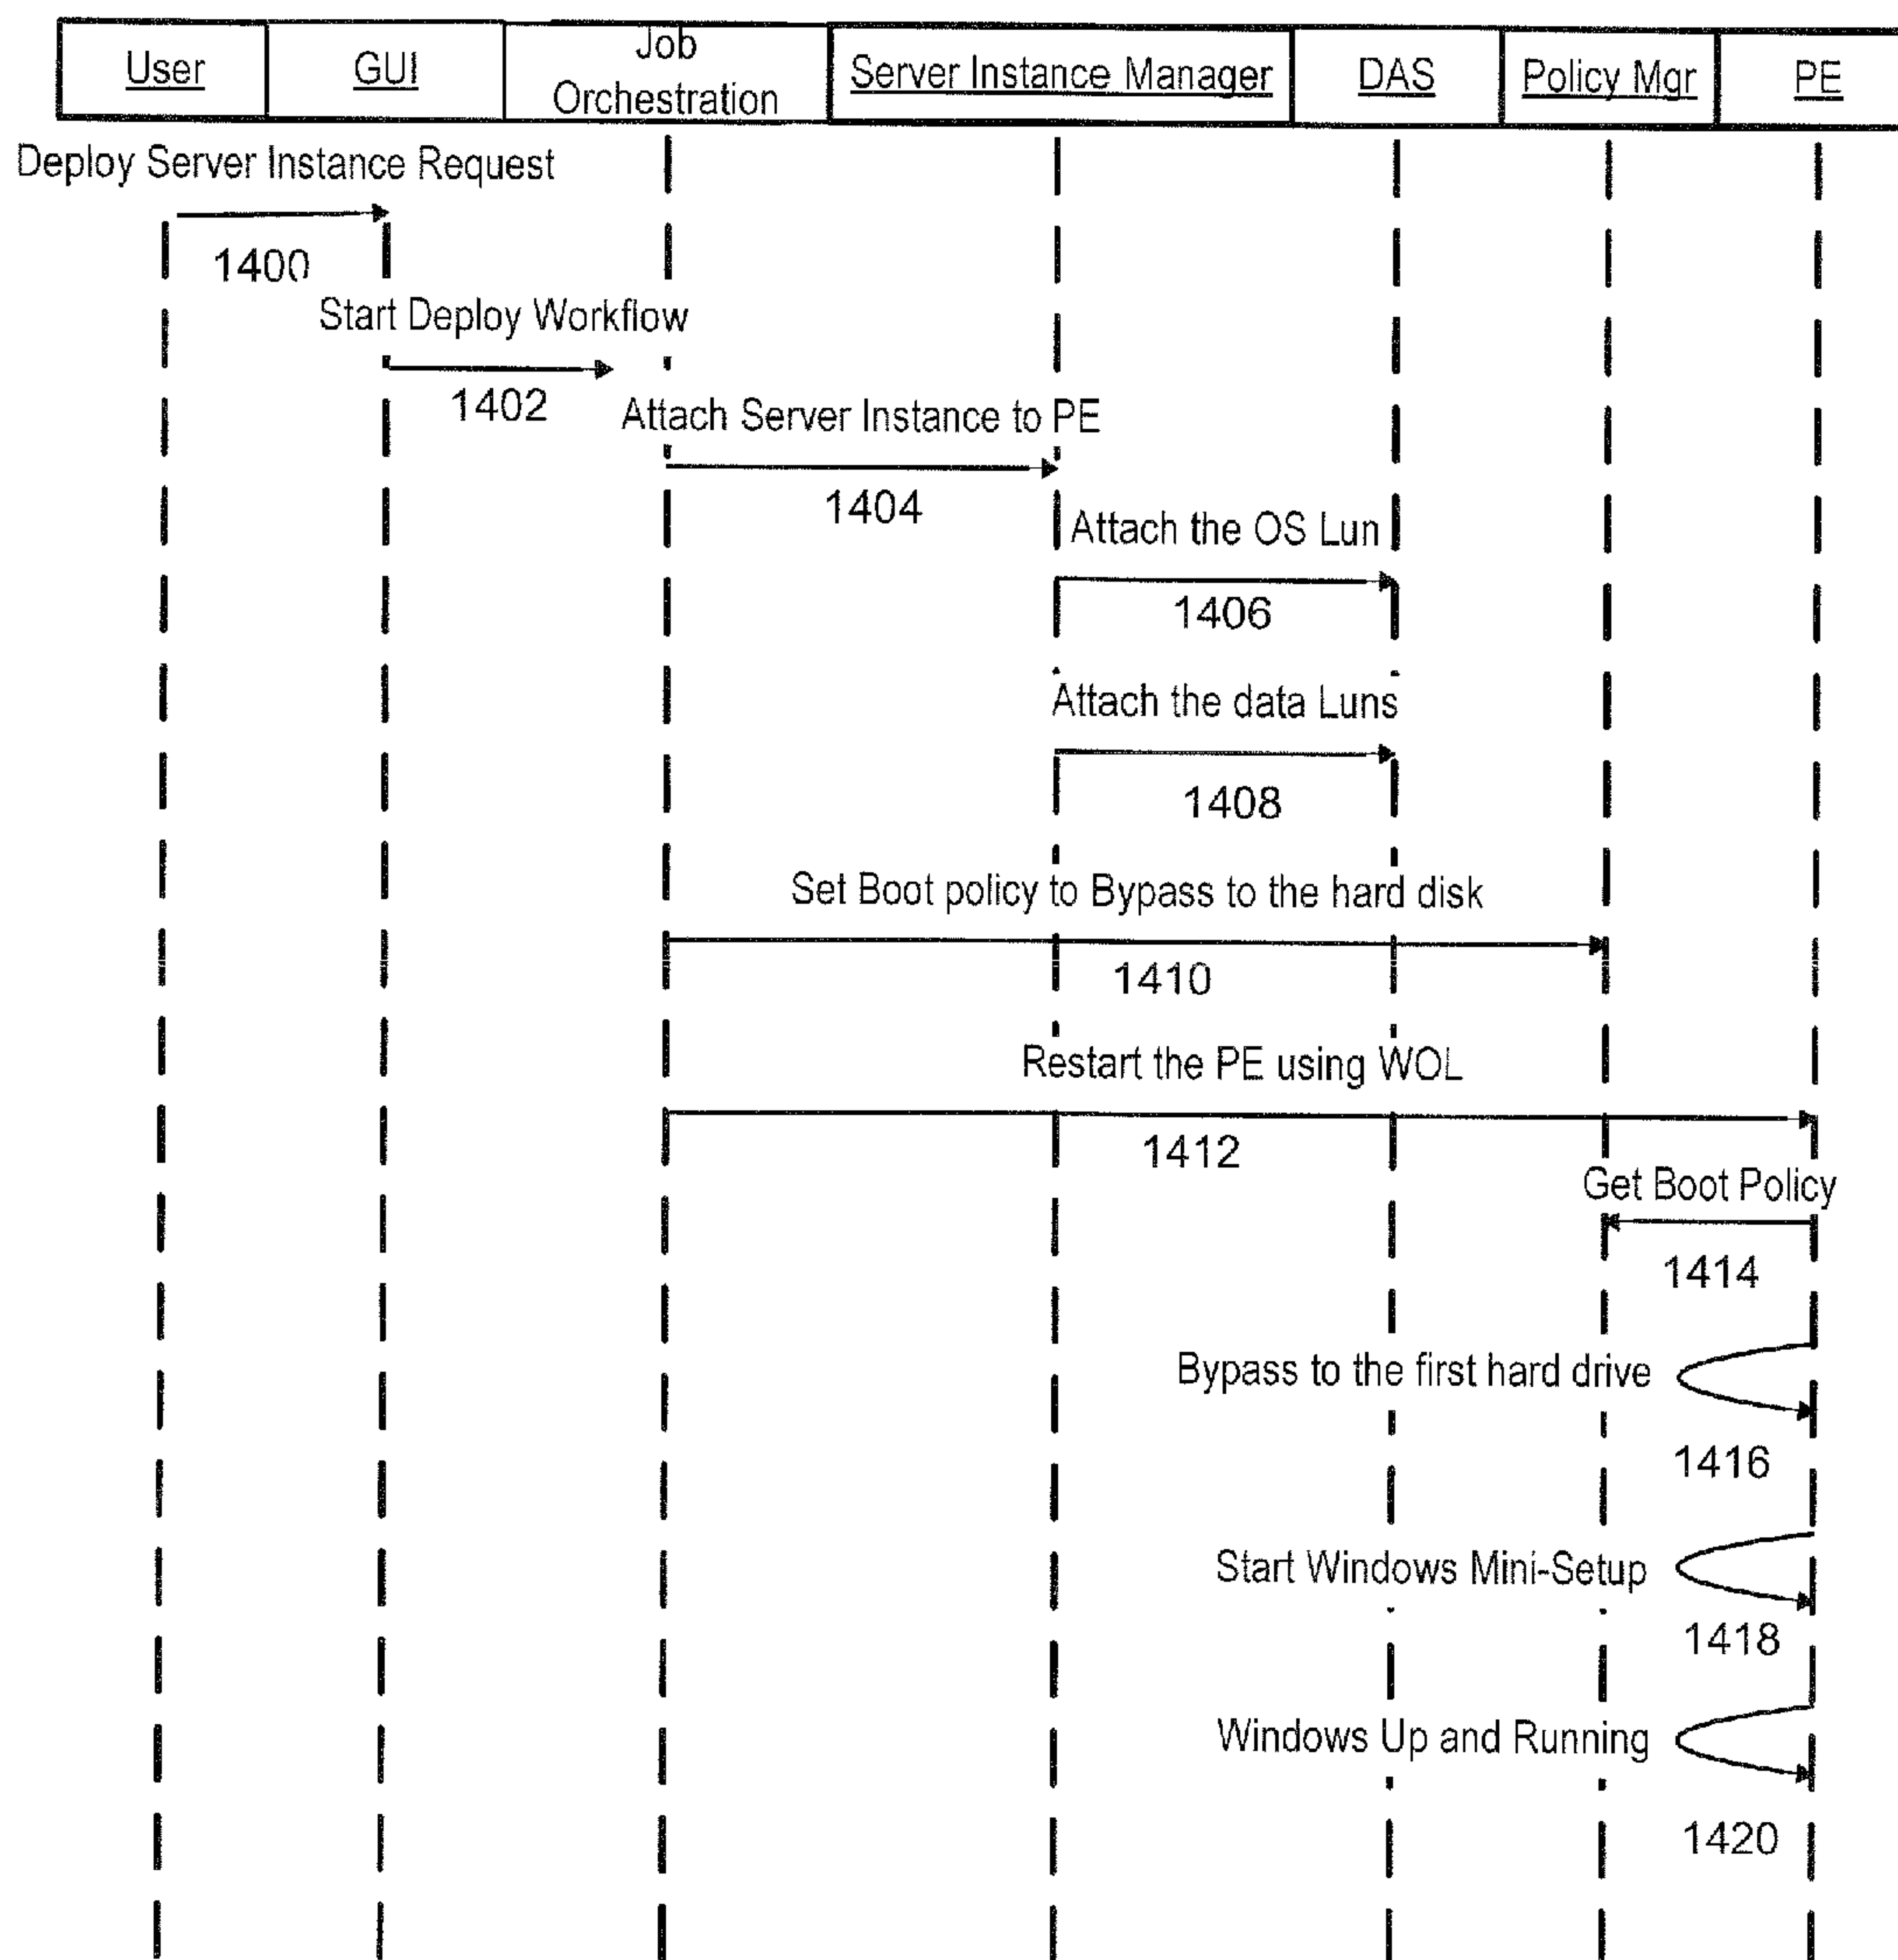 User
GUI
Job
Orchestration
Server Instance Manager
DAS
Policy Mgr
PE
Deploy Server Instance Request
1400
Start Deploy Workflow
1402
Attach Server Instance to PE
1404
Attach the OS Lun
1406
Attach the data Luns
1408
Set Boot policy to Bypass to the hard disk
1410
Restart the PE using WOL
1412
Get Boot Policy
1414
Bypass to the first hard drive
1416
Start Windows Mini-Setup
1418
Windows Up and Running
1420